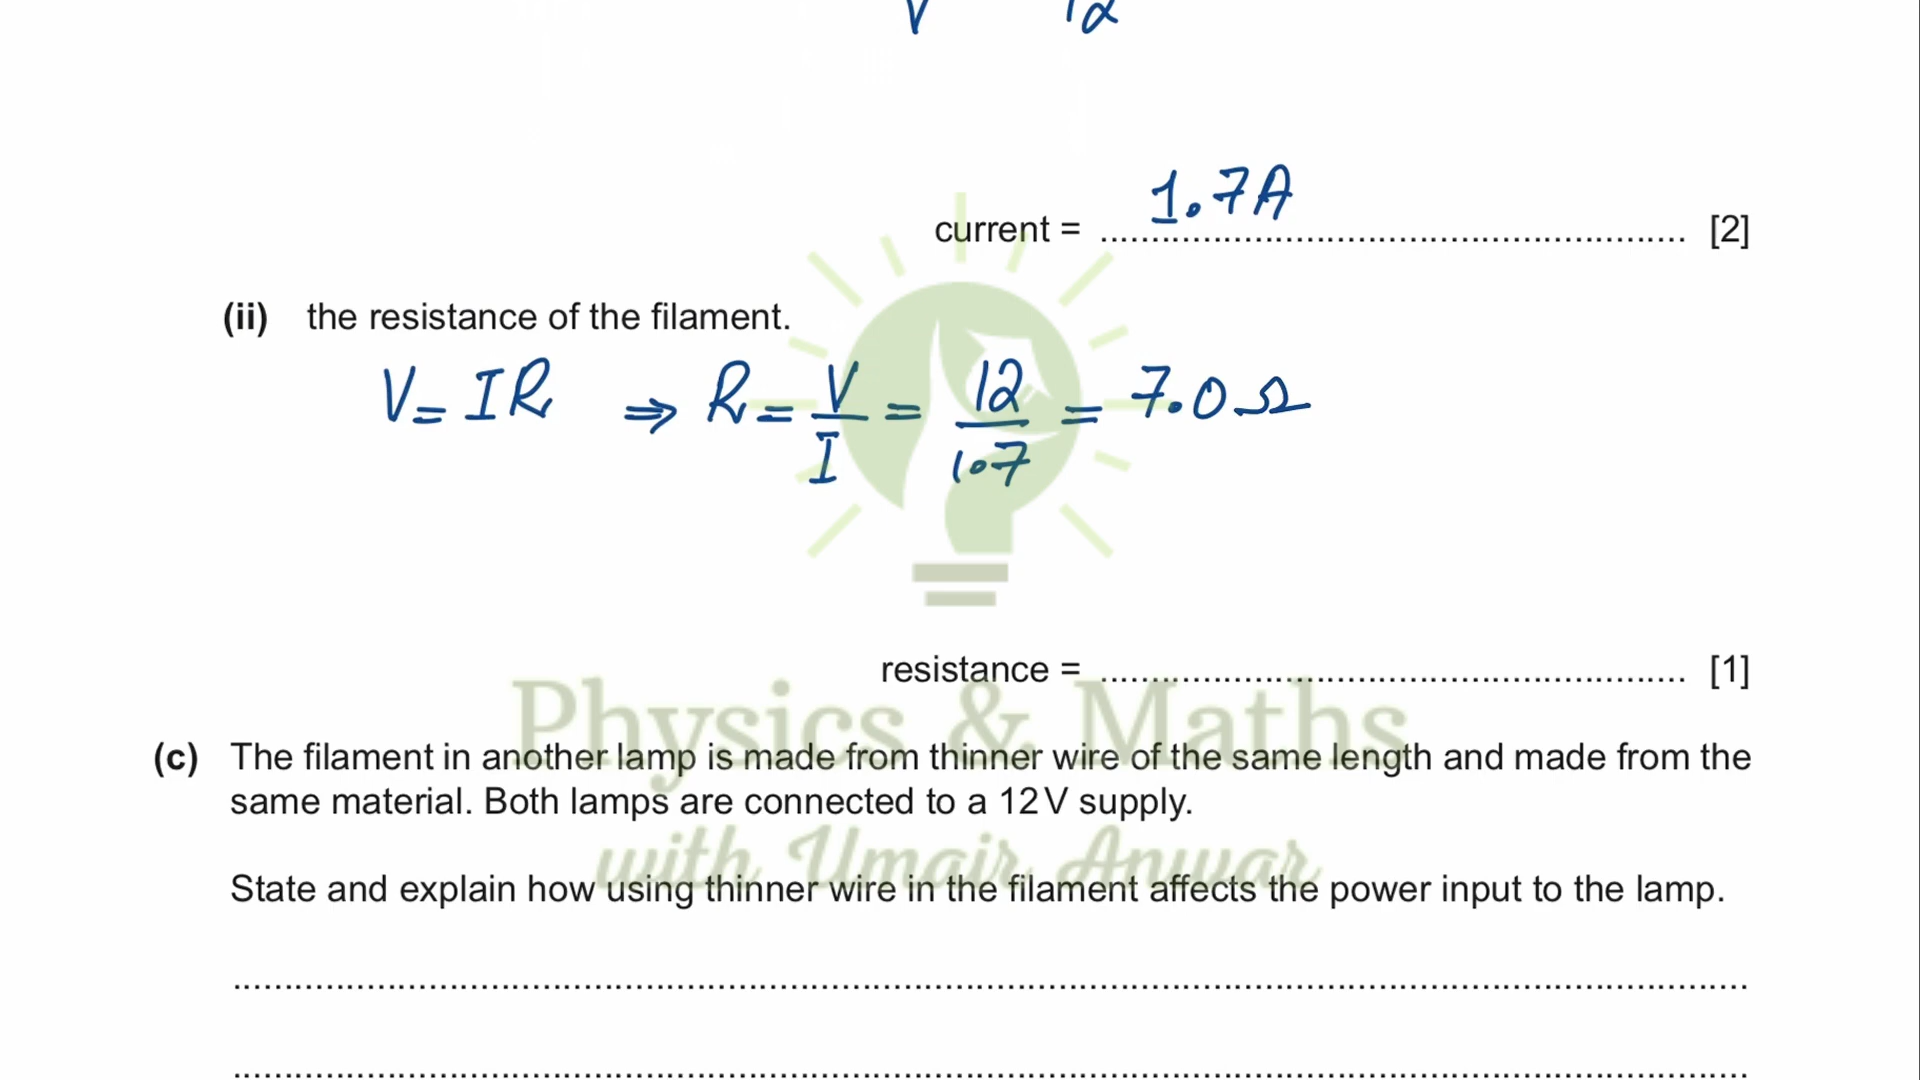 V 12
1.7A
current = ........................................................ [2]
(ii) the resistance of the filament.
V = IR ⇒ R = V/I = 12/1.7 = 7.0 Ω
resistance = ........................................................ [1]
Physics & Maths
(c) The filament in another lamp is made from thinner wire of the same length and made from the
same material. Both lamps are connected to a 12 V supply.
with Umair Anwar
State and explain how using thinner wire in the filament affects the power input to the lamp.